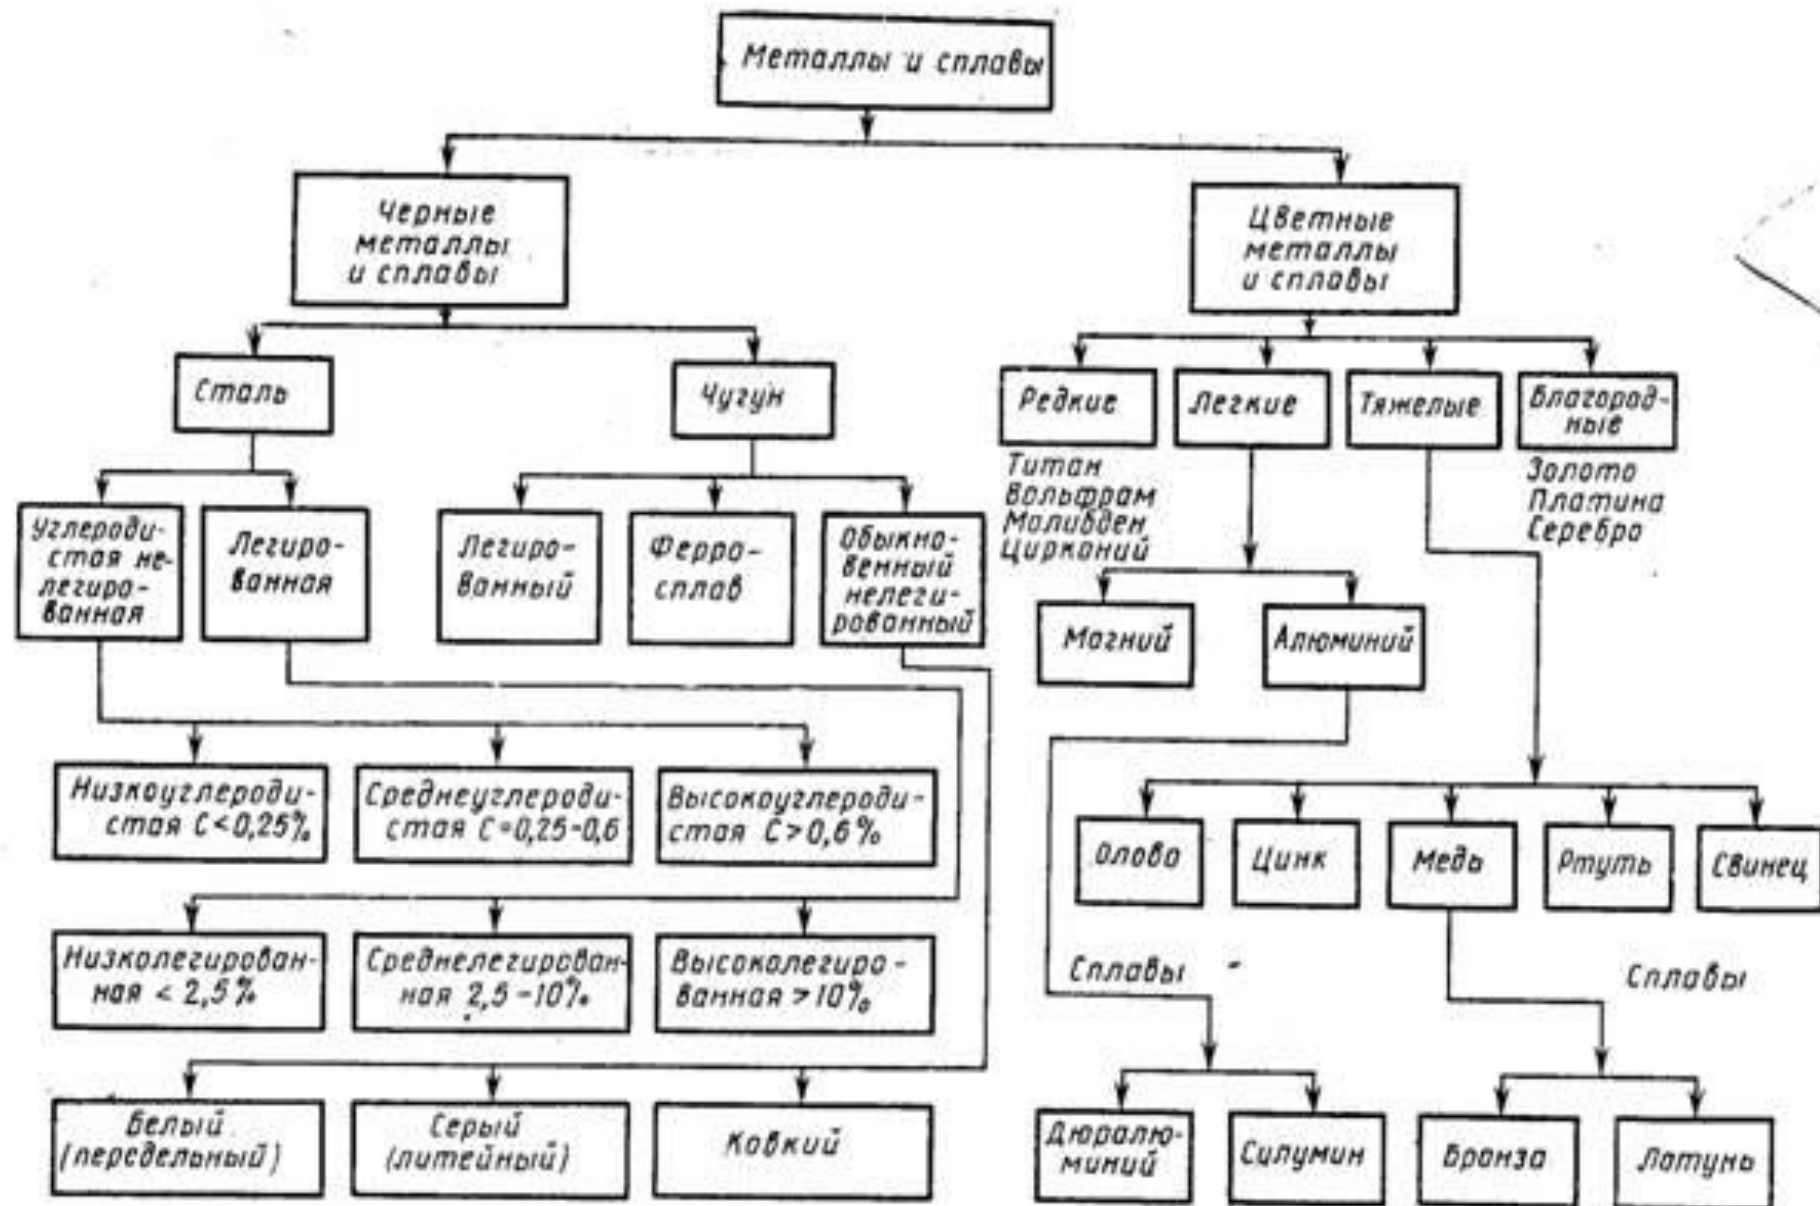 Металлы и сплавы
Черные
металлы
и сплавы
Цветные
металлы
и сплавы
Сталь
Чугун
Редкие
Легкие
Тяжелые
Благород-
ные
Титан
Вольфрам
Молибден
Цирконий
Золото
Платина
Серебро
Углероди-
стая не-
легиро-
ванная
Легиро-
ванная
Легиро-
ванный
Ферро-
сплав
Обыкно-
венный
нелеги-
рованный
Магний
Алюминий
Низкоуглероди-
стая С<0,25%
Среднеуглероди-
стая С=0,25-0,6
Высокоуглероди-
стая С>0,6%
Олово
Цинк
Медь
Ртуть
Свинец
Низколегирован-
ная < 2,5%
Среднелегирован-
ная 2,5-10%
Высоколегиро-
ванная >10%
Сплавы
Сплавы
Белый
(передельный)
Серый
(литейный)
Ковкий
Дюралю-
миний
Силумин
Бронза
Латунь